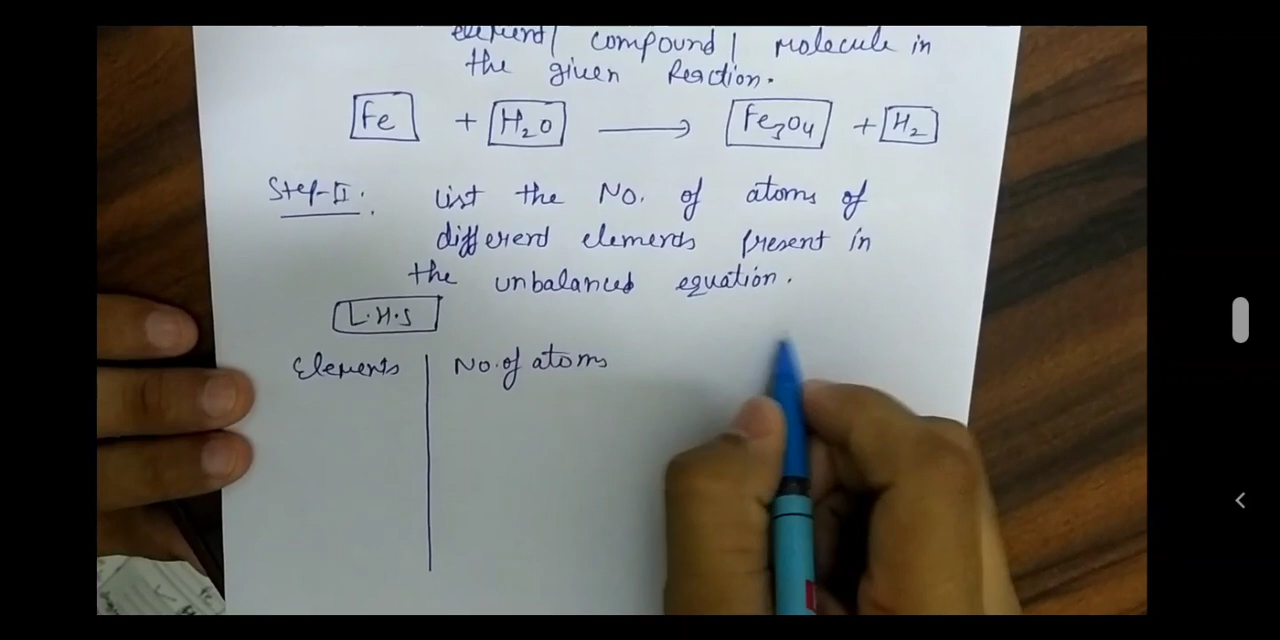 element/ compound/ molecule in
the given Reaction.
Fe + H₂O → Fe₃O₄ + H₂
Step-II. List the No. of atoms of
different elements present in
the unbalanced equation.
L.H.S
Elements No. of atoms